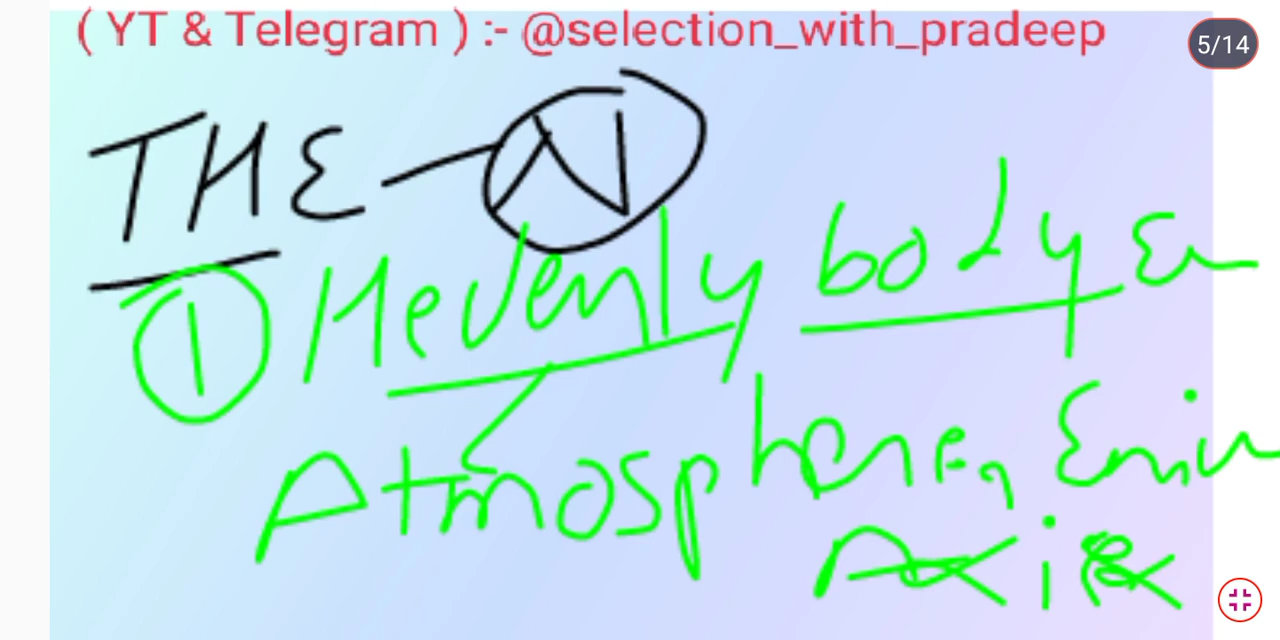 ( YT & Telegram ) :- @selection_with_pradeep
5/14
THE - N
① Hevenly body
Atmosphere,